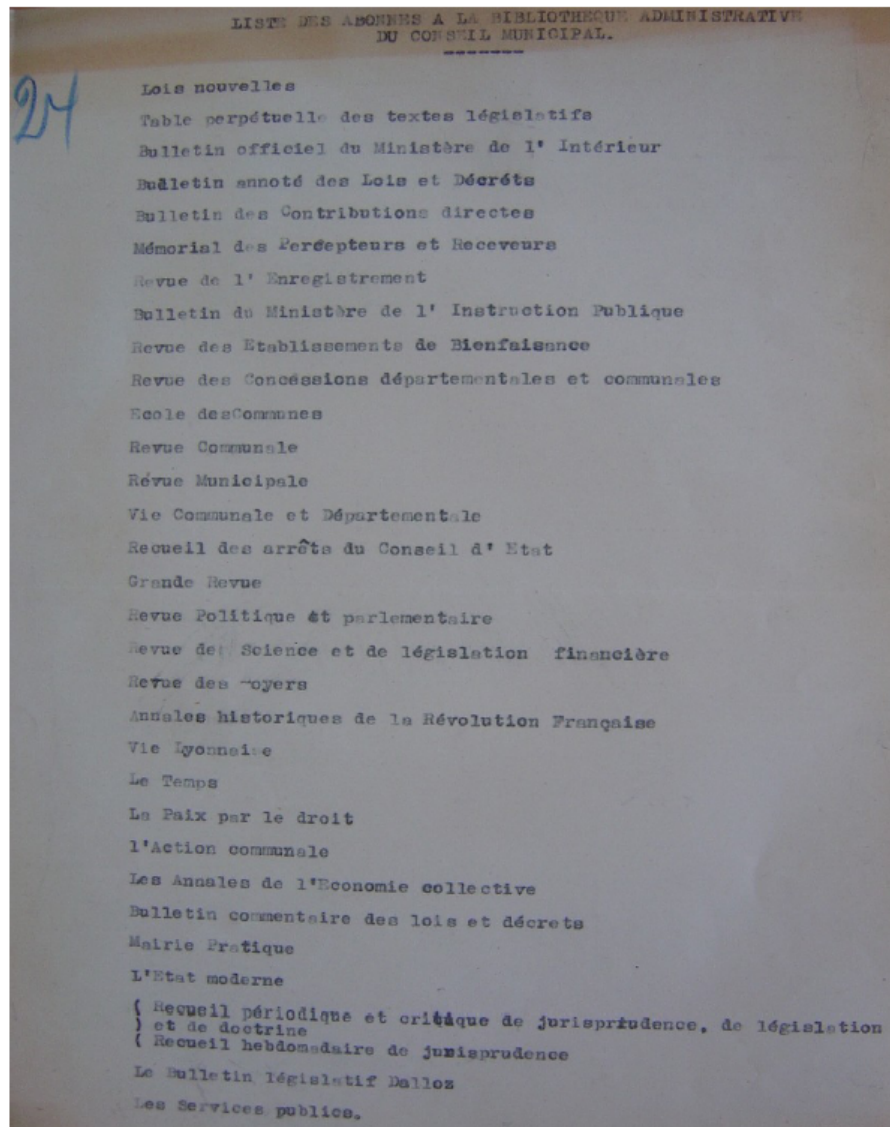 LISTE DES ABONNES A LA BIBLIOTHEQUE ADMINISTRATIVE
DU CONSEIL MUNICIPAL.
24
Lois nouvelles
Table perpétuelle des textes législatifs
Bulletin officiel du Ministère de l' Intérieur
Bulletin annoté des Lois et Décréts
Bulletin des Contributions directes
Mémorial des Percepteurs et Receveurs
Revue de l' Enregistrement
Bulletin du Ministère de l' Instruction Publique
Revue des Etablissements de Bienfaisance
Revue des Concessions départementales et communales
Ecole desCommunes
Revue Communale
Révue Municipale
Vie Communale et Départementale
Recueil des arrêts du Conseil d' Etat
Grande Revue
Revue Politique et parlementaire
Revue de Science et de législation financière
Revue des
Annales historiques de la Révolution Française
Vie Lyonnaise
Le Temps
La Paix par le droit
l'Action communale
Les Annales de l'Economie collective
Bulletin commentaire des lois et décrets
Mairie Pratique
L'Etat moderne
( Recueil périodique et critique de jurisprudence, de législation
) et de doctrine
( Recueil hebdomadaire de jurisprudence
Le Bulletin législatif Dalloz
Les Services publics.